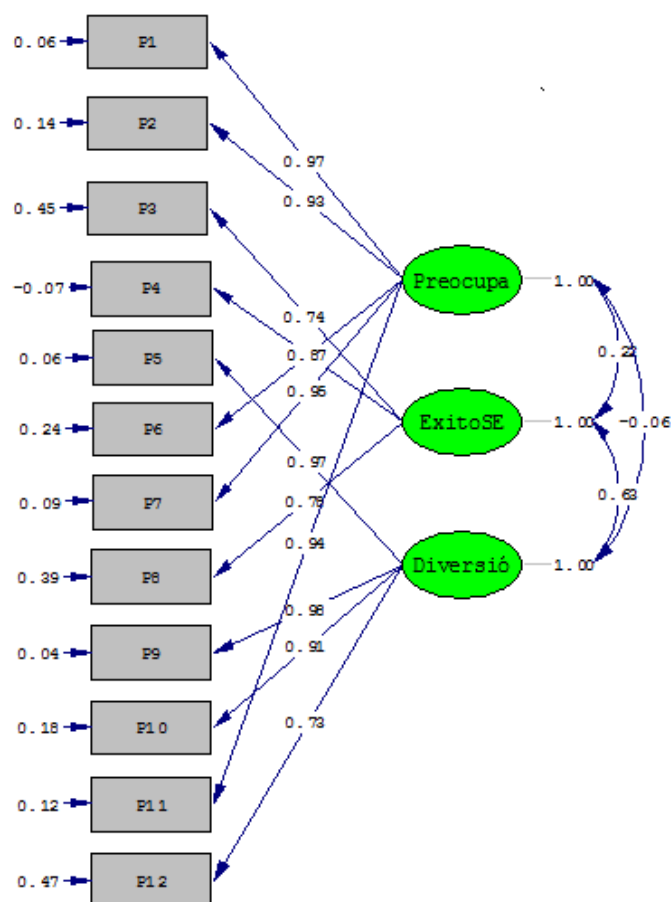 0.06 P1
0.14 P2
0.97
0.93
0.45 P3
Preocupa 1.00
-0.07 P4
0.74
0.22
0.06 P5
0.87
0.95
0.24 P6
ExitoSE 1.00 -0.06
0.97
0.09 P7
0.63
0.78
0.94
0.39 P8
Diversió 1.00
0.98
0.04 P9
0.91
0.18 P10
0.73
0.12 P11
0.47 P12